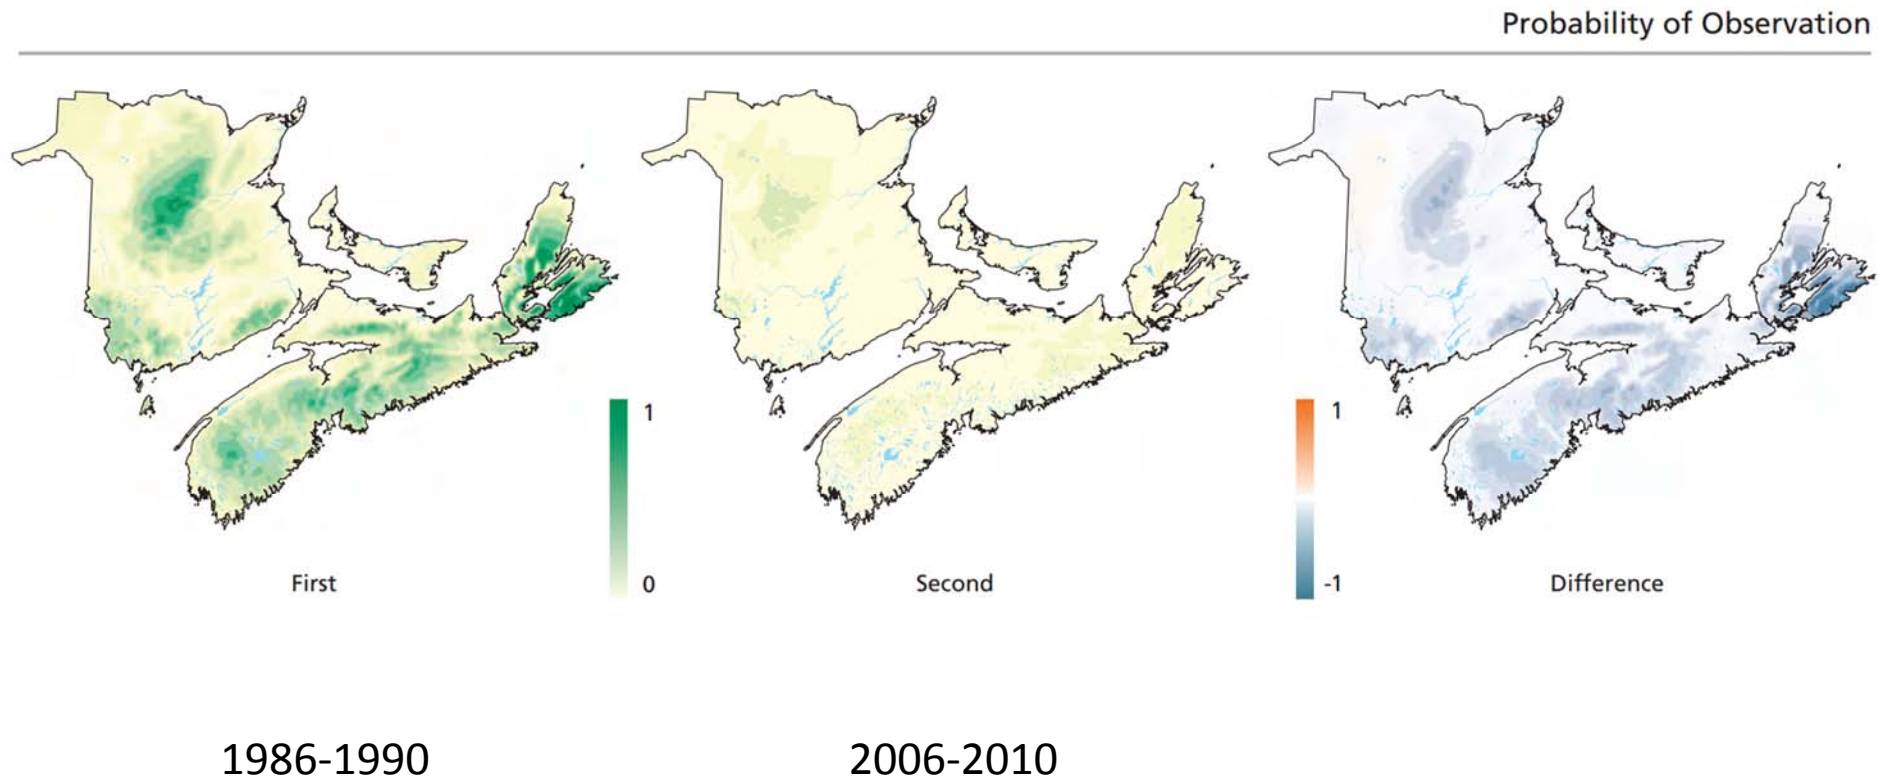 Probability of Observation
1
0
1
-1
First
Second
Difference
1986-1990
2006-2010